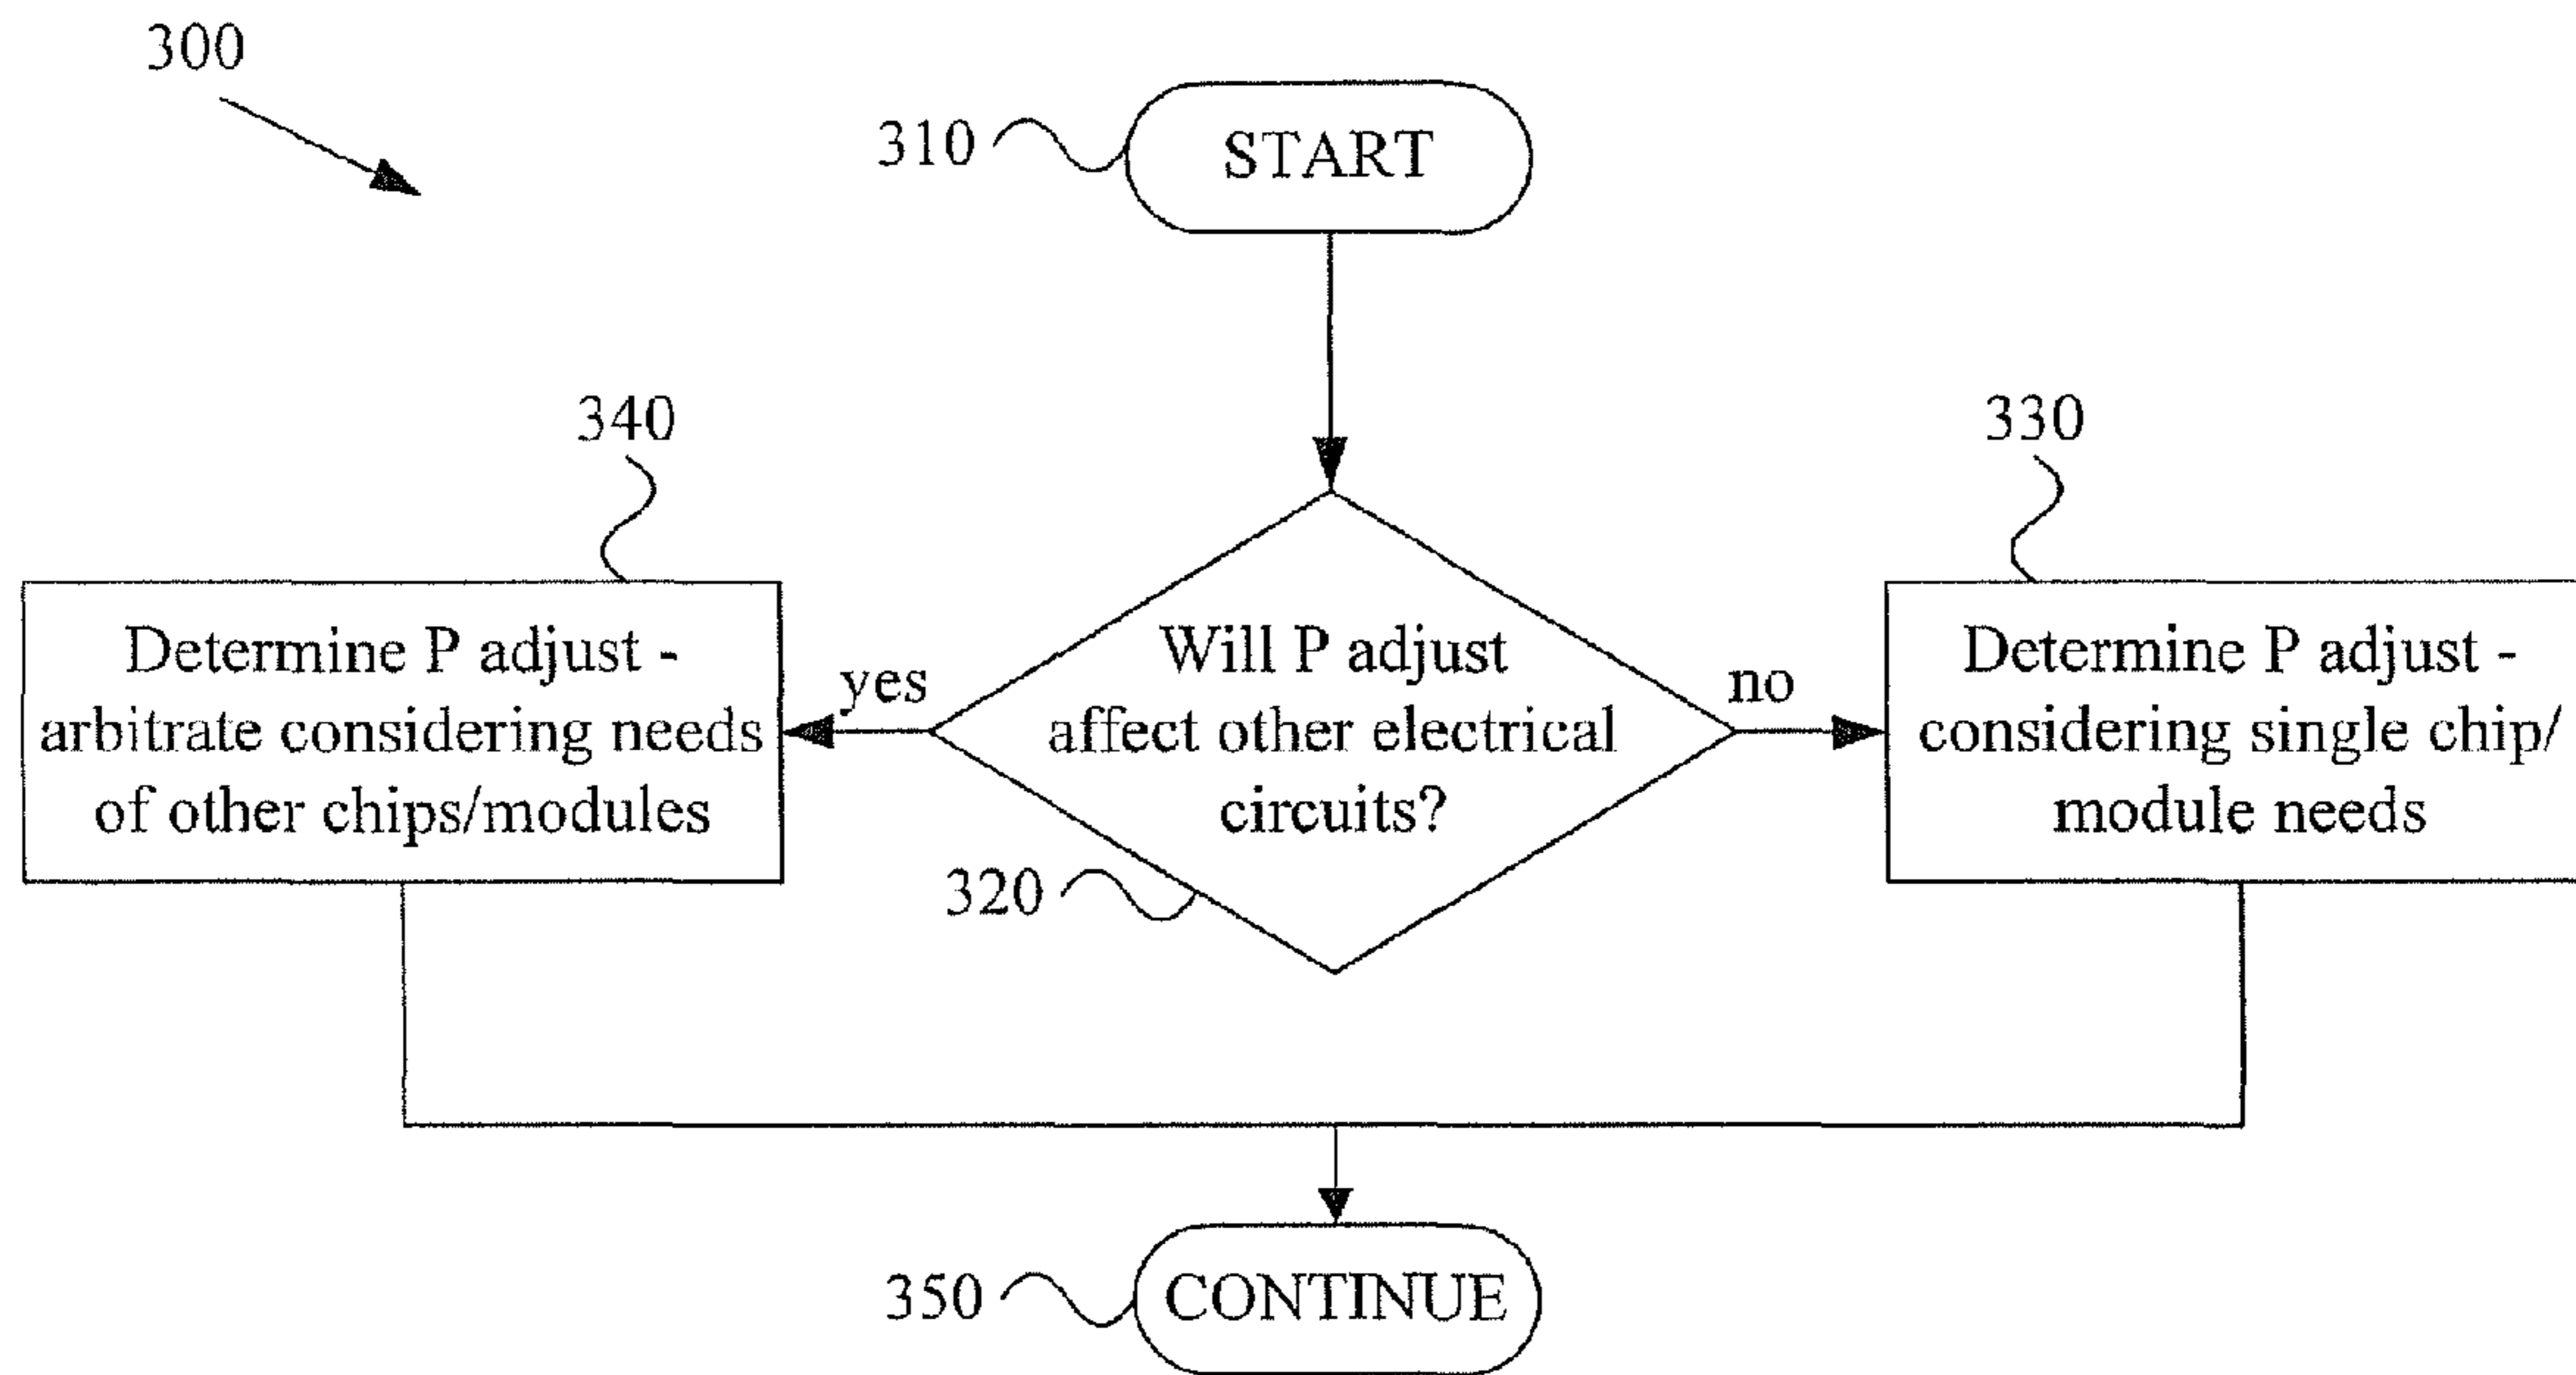 300
310
START
340
330
Determine P adjust -
arbitrate considering needs
of other chips/modules
yes
Will P adjust
affect other electrical
circuits?
no
Determine P adjust -
considering single chip/
module needs
320
350
CONTINUE